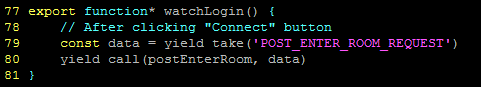 77 export function* watchLogin() {
78     // After clicking "Connect" button
79     const data = yield take('POST_ENTER_ROOM_REQUEST')
80     yield call(postEnterRoom, data)
81 }